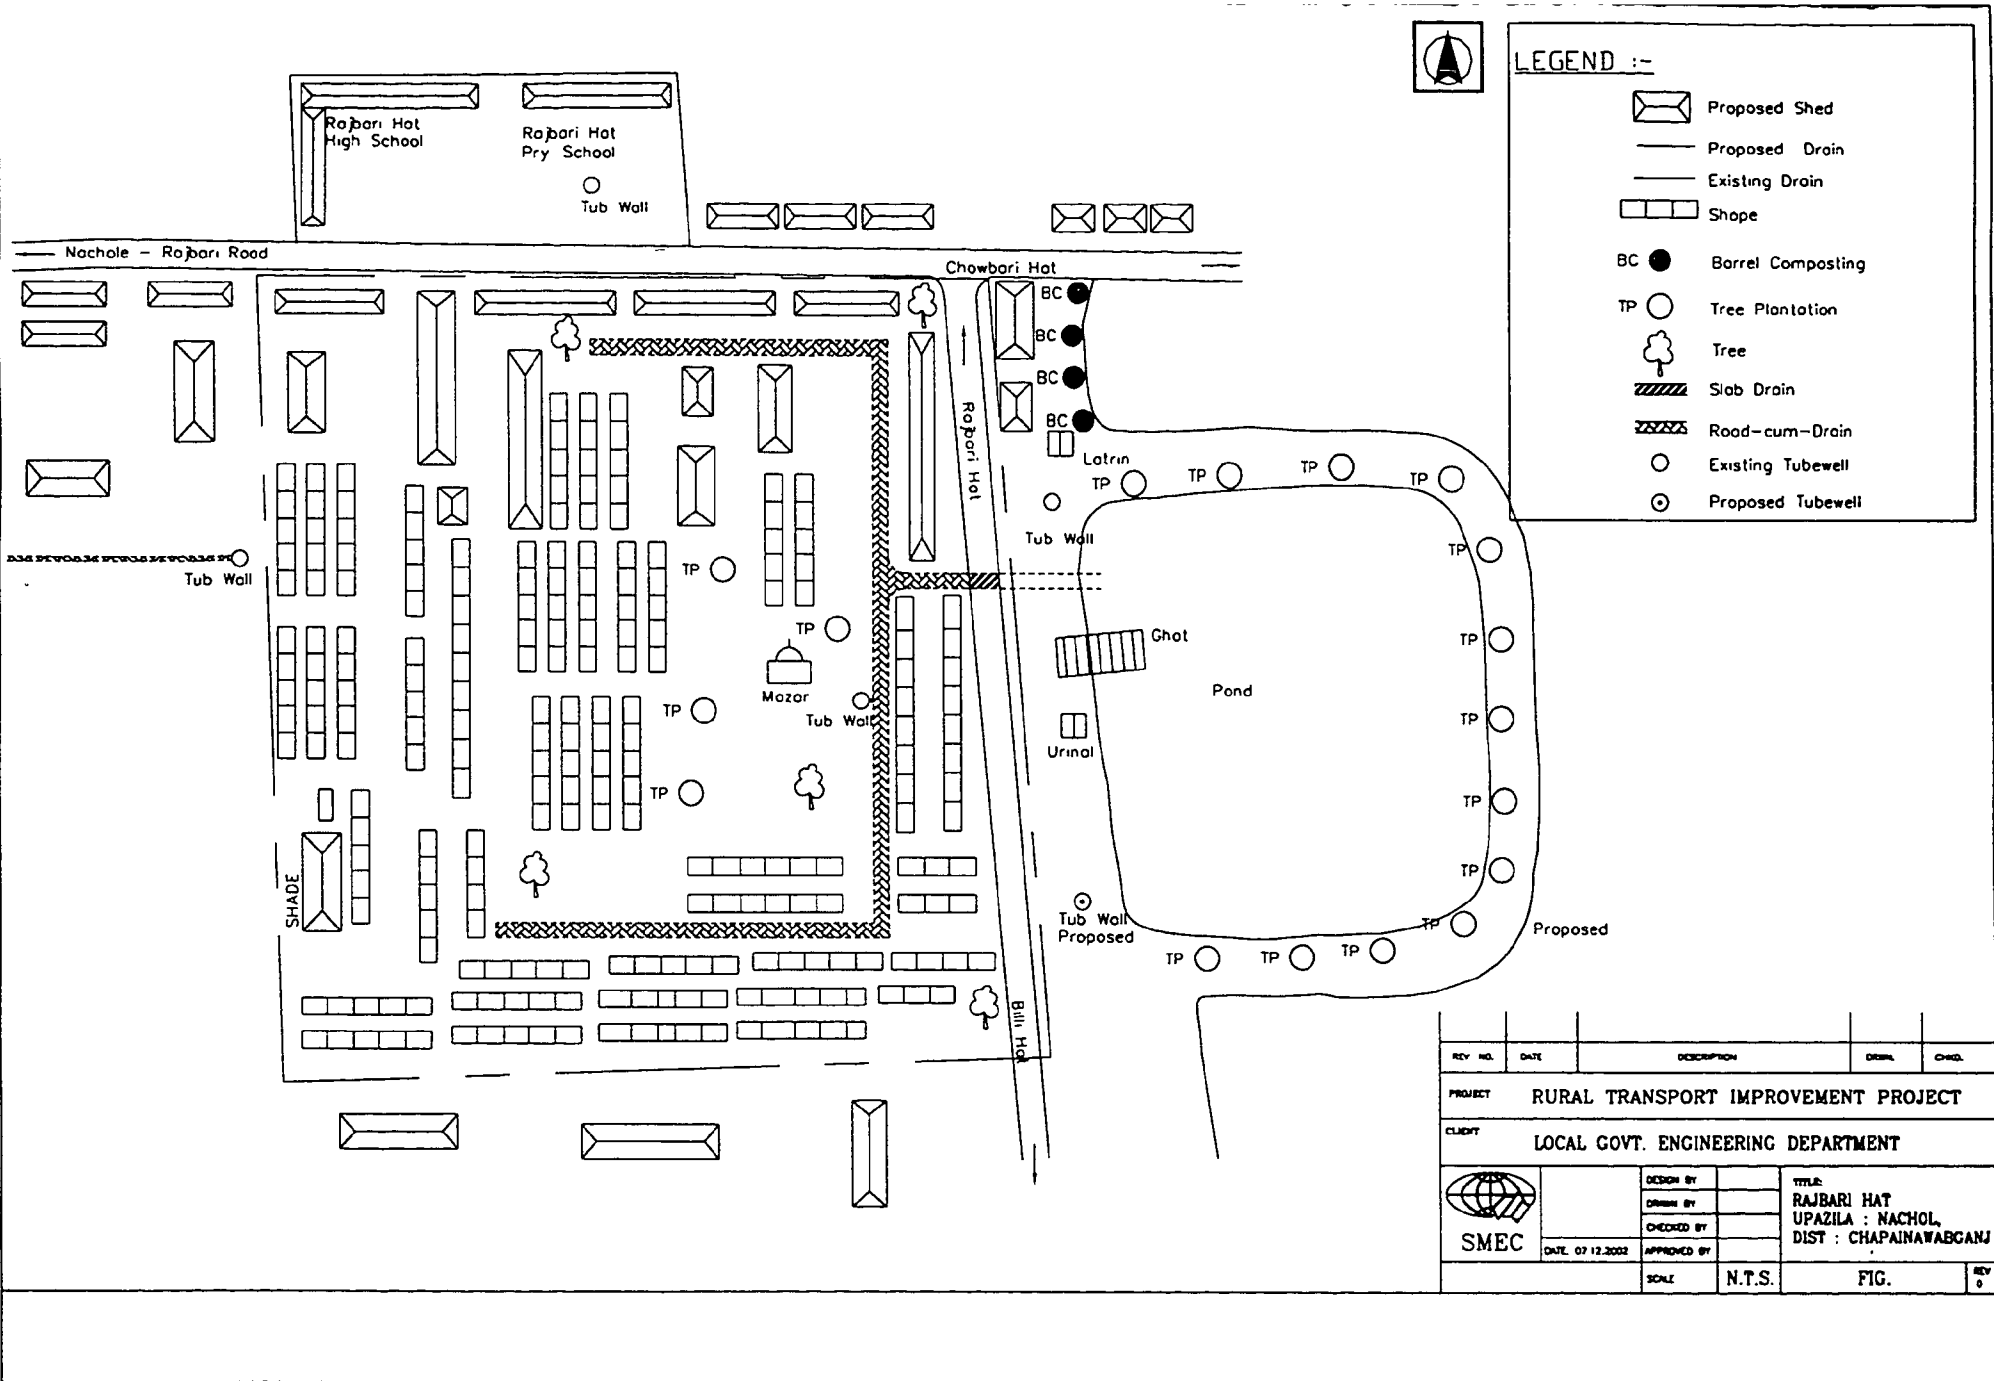 LEGEND :-
Proposed Shed
Proposed Drain
Existing Drain
Shope
BC Barrel Composting
TP Tree Plantation
Tree
Slab Drain
Road-cum-Drain
Existing Tubewell
Proposed Tubewell
Rajbari Hat
High School
Rajbari Hat
Pry School
Tub Wall
Nachole - Rajbari Road
Chowbari Hat
BC
BC
BC
BC
Rajbari Hat
Latrin
TP
TP
TP
TP
Tub Wall
TP
Tub Wall
TP
TP
Ghat
TP
Mazar
Pond
TP
Tub Wall
TP
Urinal
TP
TP
TP
SHADE
Tub Wall
Proposed
TP
Proposed
TP
TP
TP
Billi Hat
REV NO.
DATE
DESCRIPTION
DRWN.
CHKD.
PROJECT
RURAL TRANSPORT IMPROVEMENT PROJECT
CLIENT
LOCAL GOVT. ENGINEERING DEPARTMENT
SMEC
DATE. 07 12.2002
DESIGN BY
DRAWN BY
CHECKED BY
APPROVED BY
SCALE
N.T.S.
TITLE:
RAJBARI HAT
UPAZILA : NACHOL,
DIST : CHAPAINAWABGANJ
FIG.
REV
0